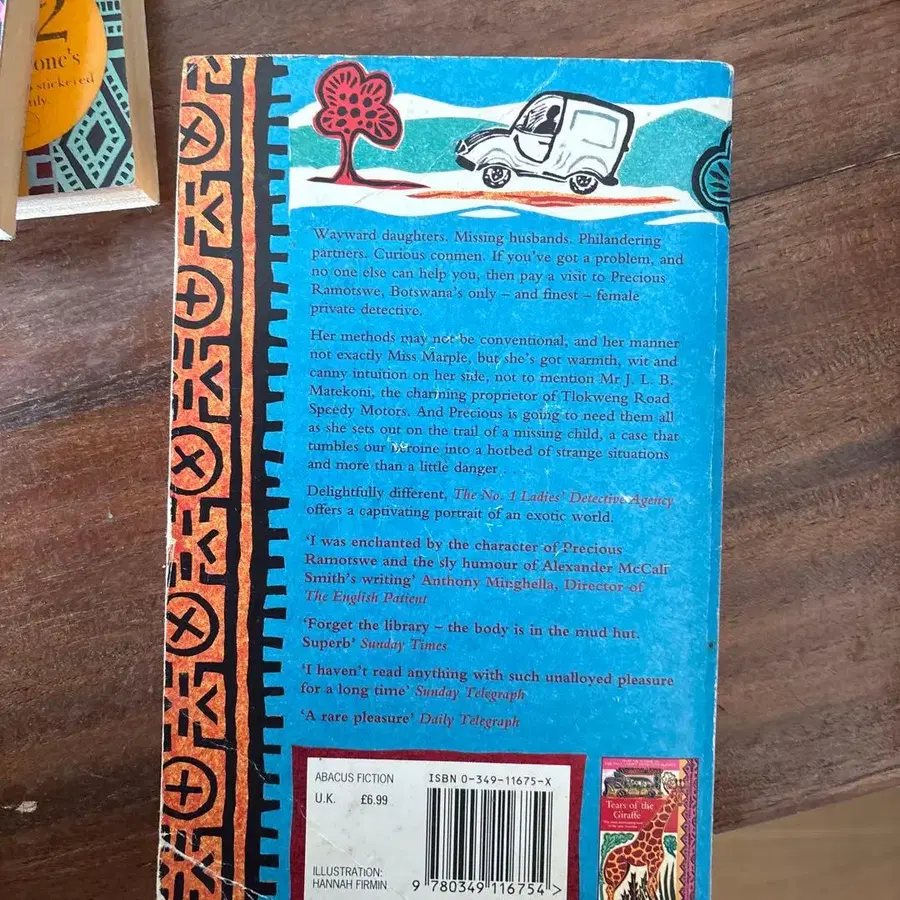 2
one's
stickered
nly.
Wayward daughters. Missing husbands. Philandering
partners. Curious conmen. If you've got a problem, and
no one else can help you, then pay a visit to Precious
Ramotswe, Botswana's only – and finest – female
private detective.
Her methods may not be conventional, and her manner
not exactly Miss Marple, but she's got warmth, wit and
canny intuition on her side, not to mention Mr J. L. B.
Matekoni, the charming proprietor of Tlokweng Road
Speedy Motors. And Precious is going to need them all
as she sets out on the trail of a missing child, a case that
tumbles our heroine into a hotbed of strange situations
and more than a little danger . . .
Delightfully different, The No. 1 Ladies' Detective Agency
offers a captivating portrait of an exotic world.
'I was enchanted by the character of Precious
Ramotswe and the sly humour of Alexander McCall
Smith's writing' Anthony Minghella, Director of
The English Patient
'Forget the library – the body is in the mud hut.
Superb' Sunday Times
'I haven't read anything with such unalloyed pleasure
for a long time' Sunday Telegraph
'A rare pleasure' Daily Telegraph
ABACUS FICTION
U.K. £6.99
ILLUSTRATION:
HANNAH FIRMIN
ISBN 0-349-11675-X
9 780349 116754 >
Tears of the
Giraffe